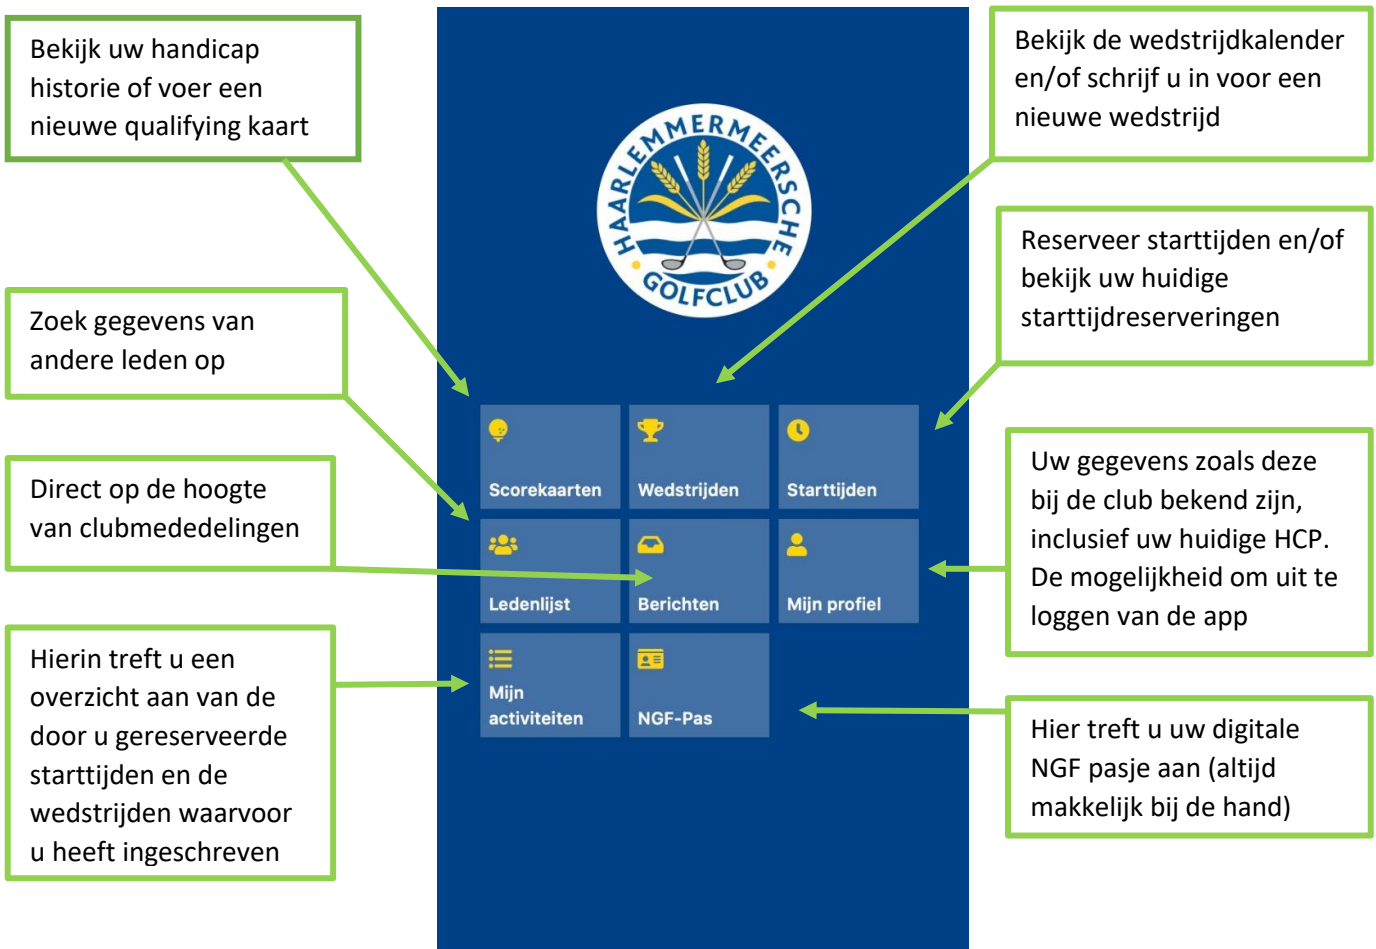 Bekijk uw handicap
historie of voer een
nieuwe qualifying kaart
Zoek gegevens van
andere leden op
Direct op de hoogte
van clubmededelingen
Hierin treft u een
overzicht aan van de
door u gereserveerde
starttijden en de
wedstrijden waarvoor
u heeft ingeschreven
HAARLEMMERMEERSCHE
GOLFCLUB
Scorekaarten
Wedstrijden
Starttijden
Ledenlijst
Berichten
Mijn profiel
Mijn
activiteiten
NGF-Pas
Bekijk de wedstrijdkalender
en/of schrijf u in voor een
nieuwe wedstrijd
Reserveer starttijden en/of
bekijk uw huidige
starttijdreserveringen
Uw gegevens zoals deze
bij de club bekend zijn,
inclusief uw huidige HCP.
De mogelijkheid om uit te
loggen van de app
Hier treft u uw digitale
NGF pasje aan (altijd
makkelijk bij de hand)